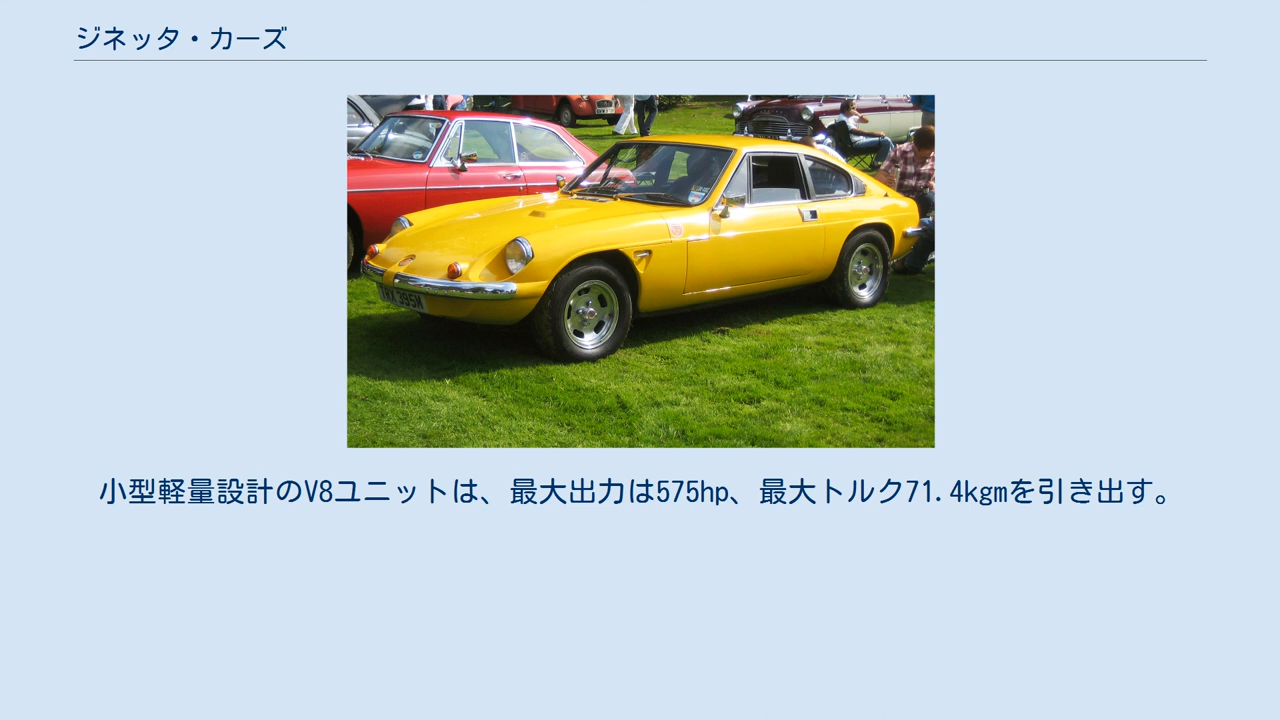 ジネッタ・カーズ
小型軽量設計のV8ユニットは、最大出力は575hp、最大トルク71.4kgmを引き出す。